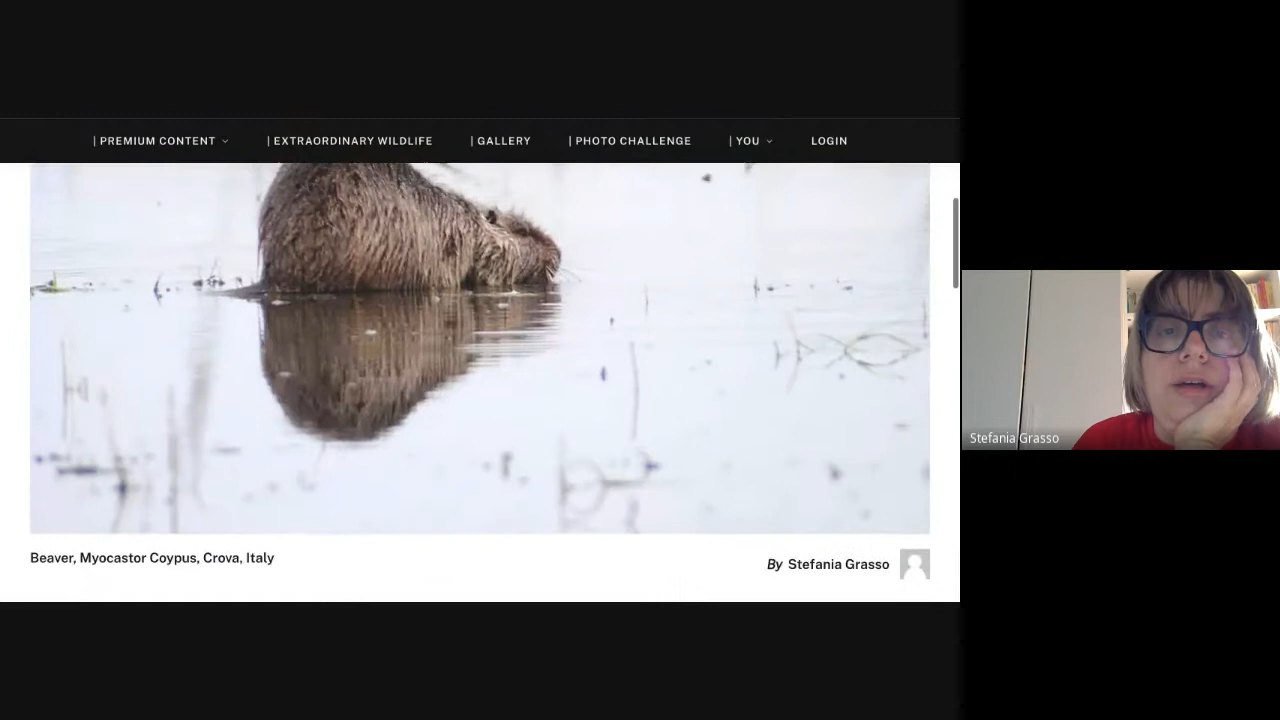 | PREMIUM CONTENT
| EXTRAORDINARY WILDLIFE
| GALLERY
| PHOTO CHALLENGE
| YOU
LOGIN
Stefania Grasso
Beaver, Myocastor Coypus, Crova, Italy
By Stefania Grasso